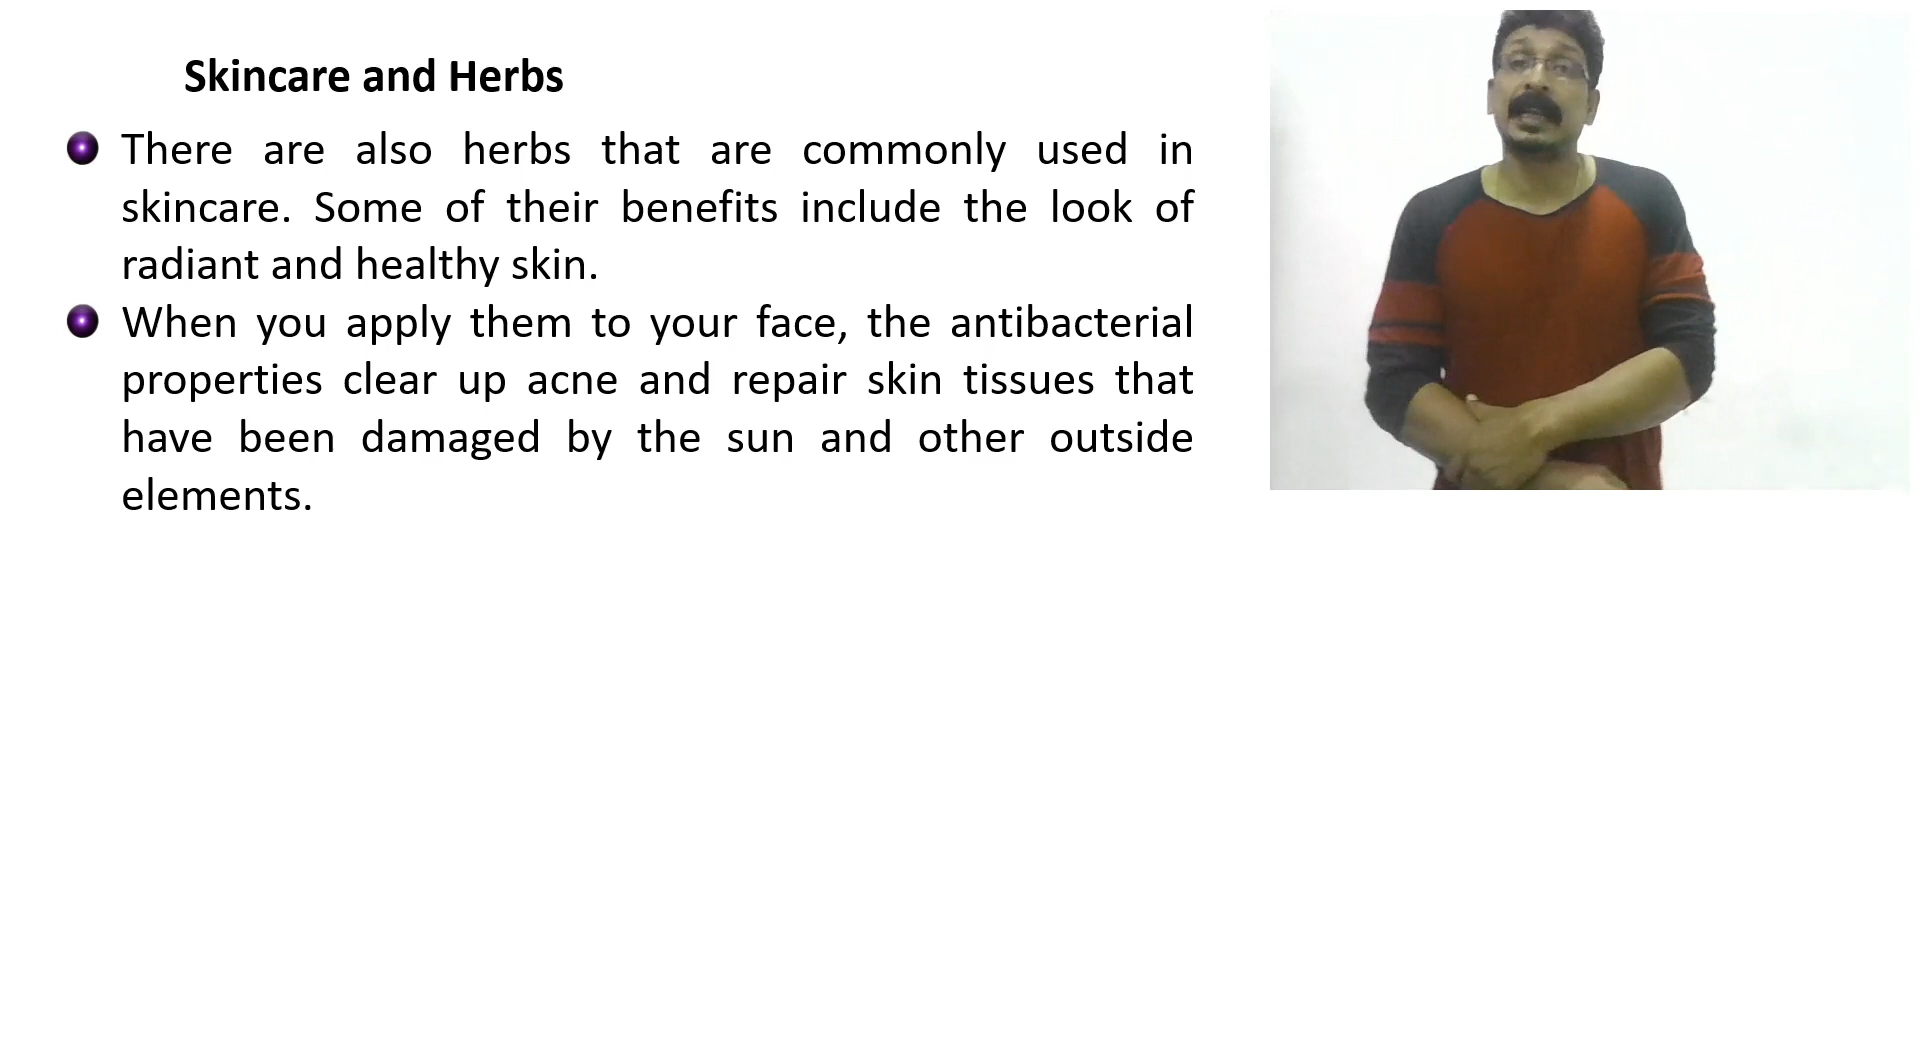 Skincare and Herbs
There are also herbs that are commonly used in
skincare. Some of their benefits include the look of
radiant and healthy skin.
When you apply them to your face, the antibacterial
properties clear up acne and repair skin tissues that
have been damaged by the sun and other outside
elements.